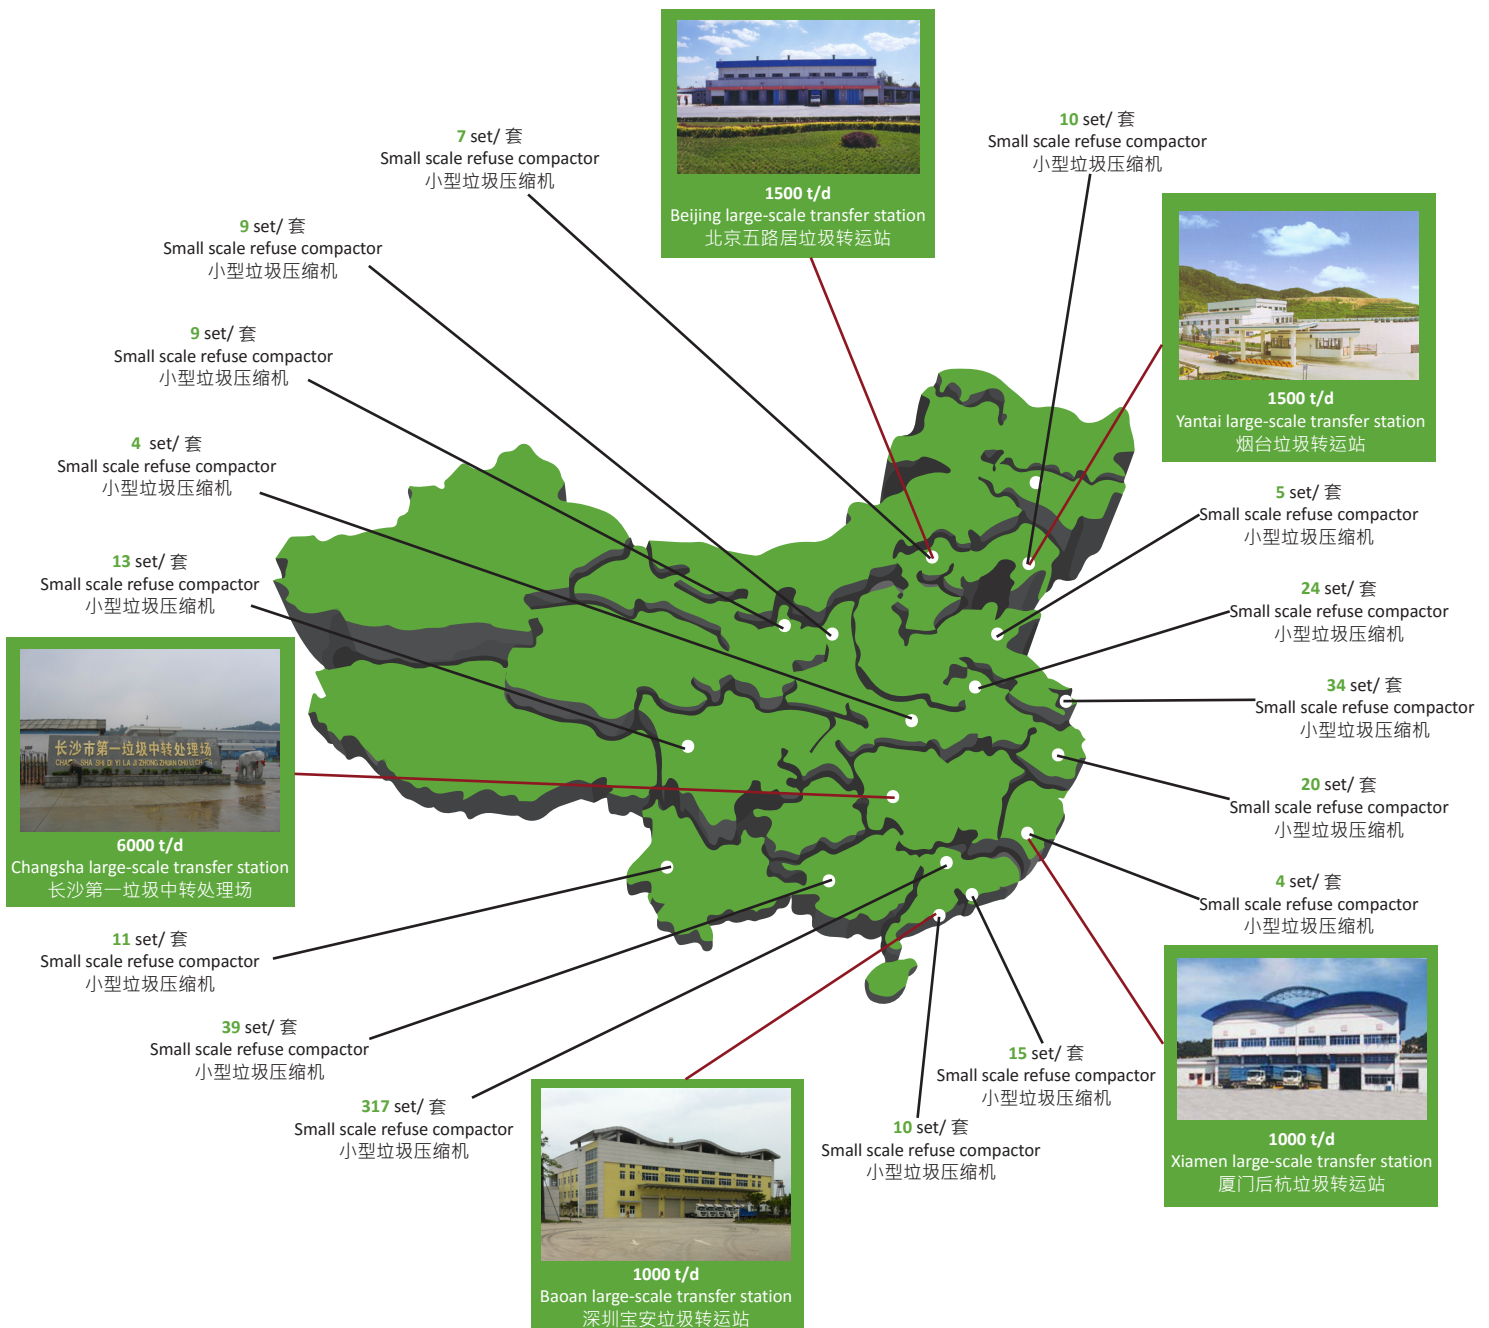 1500 t/d
Beijing large-scale transfer station
北京五路居垃圾转运站
10 set/ 套
Small scale refuse compactor
小型垃圾压缩机
7 set/ 套
Small scale refuse compactor
小型垃圾压缩机
9 set/ 套
Small scale refuse compactor
小型垃圾压缩机
9 set/ 套
Small scale refuse compactor
小型垃圾压缩机
1500 t/d
Yantai large-scale transfer station
烟台垃圾转运站
4 set/ 套
Small scale refuse compactor
小型垃圾压缩机
5 set/ 套
Small scale refuse compactor
小型垃圾压缩机
13 set/ 套
Small scale refuse compactor
小型垃圾压缩机
24 set/ 套
Small scale refuse compactor
小型垃圾压缩机
34 set/ 套
Small scale refuse compactor
小型垃圾压缩机
长沙市第一垃圾中转处理场
6000 t/d
Changsha large-scale transfer station
长沙第一垃圾中转处理场
20 set/ 套
Small scale refuse compactor
小型垃圾压缩机
4 set/ 套
Small scale refuse compactor
小型垃圾压缩机
11 set/ 套
Small scale refuse compactor
小型垃圾压缩机
39 set/ 套
Small scale refuse compactor
小型垃圾压缩机
317 set/ 套
Small scale refuse compactor
小型垃圾压缩机
15 set/ 套
Small scale refuse compactor
小型垃圾压缩机
10 set/ 套
Small scale refuse compactor
小型垃圾压缩机
1000 t/d
Xiamen large-scale transfer station
厦门后杭垃圾转运站
1000 t/d
Baoan large-scale transfer station
深圳宝安垃圾转运站